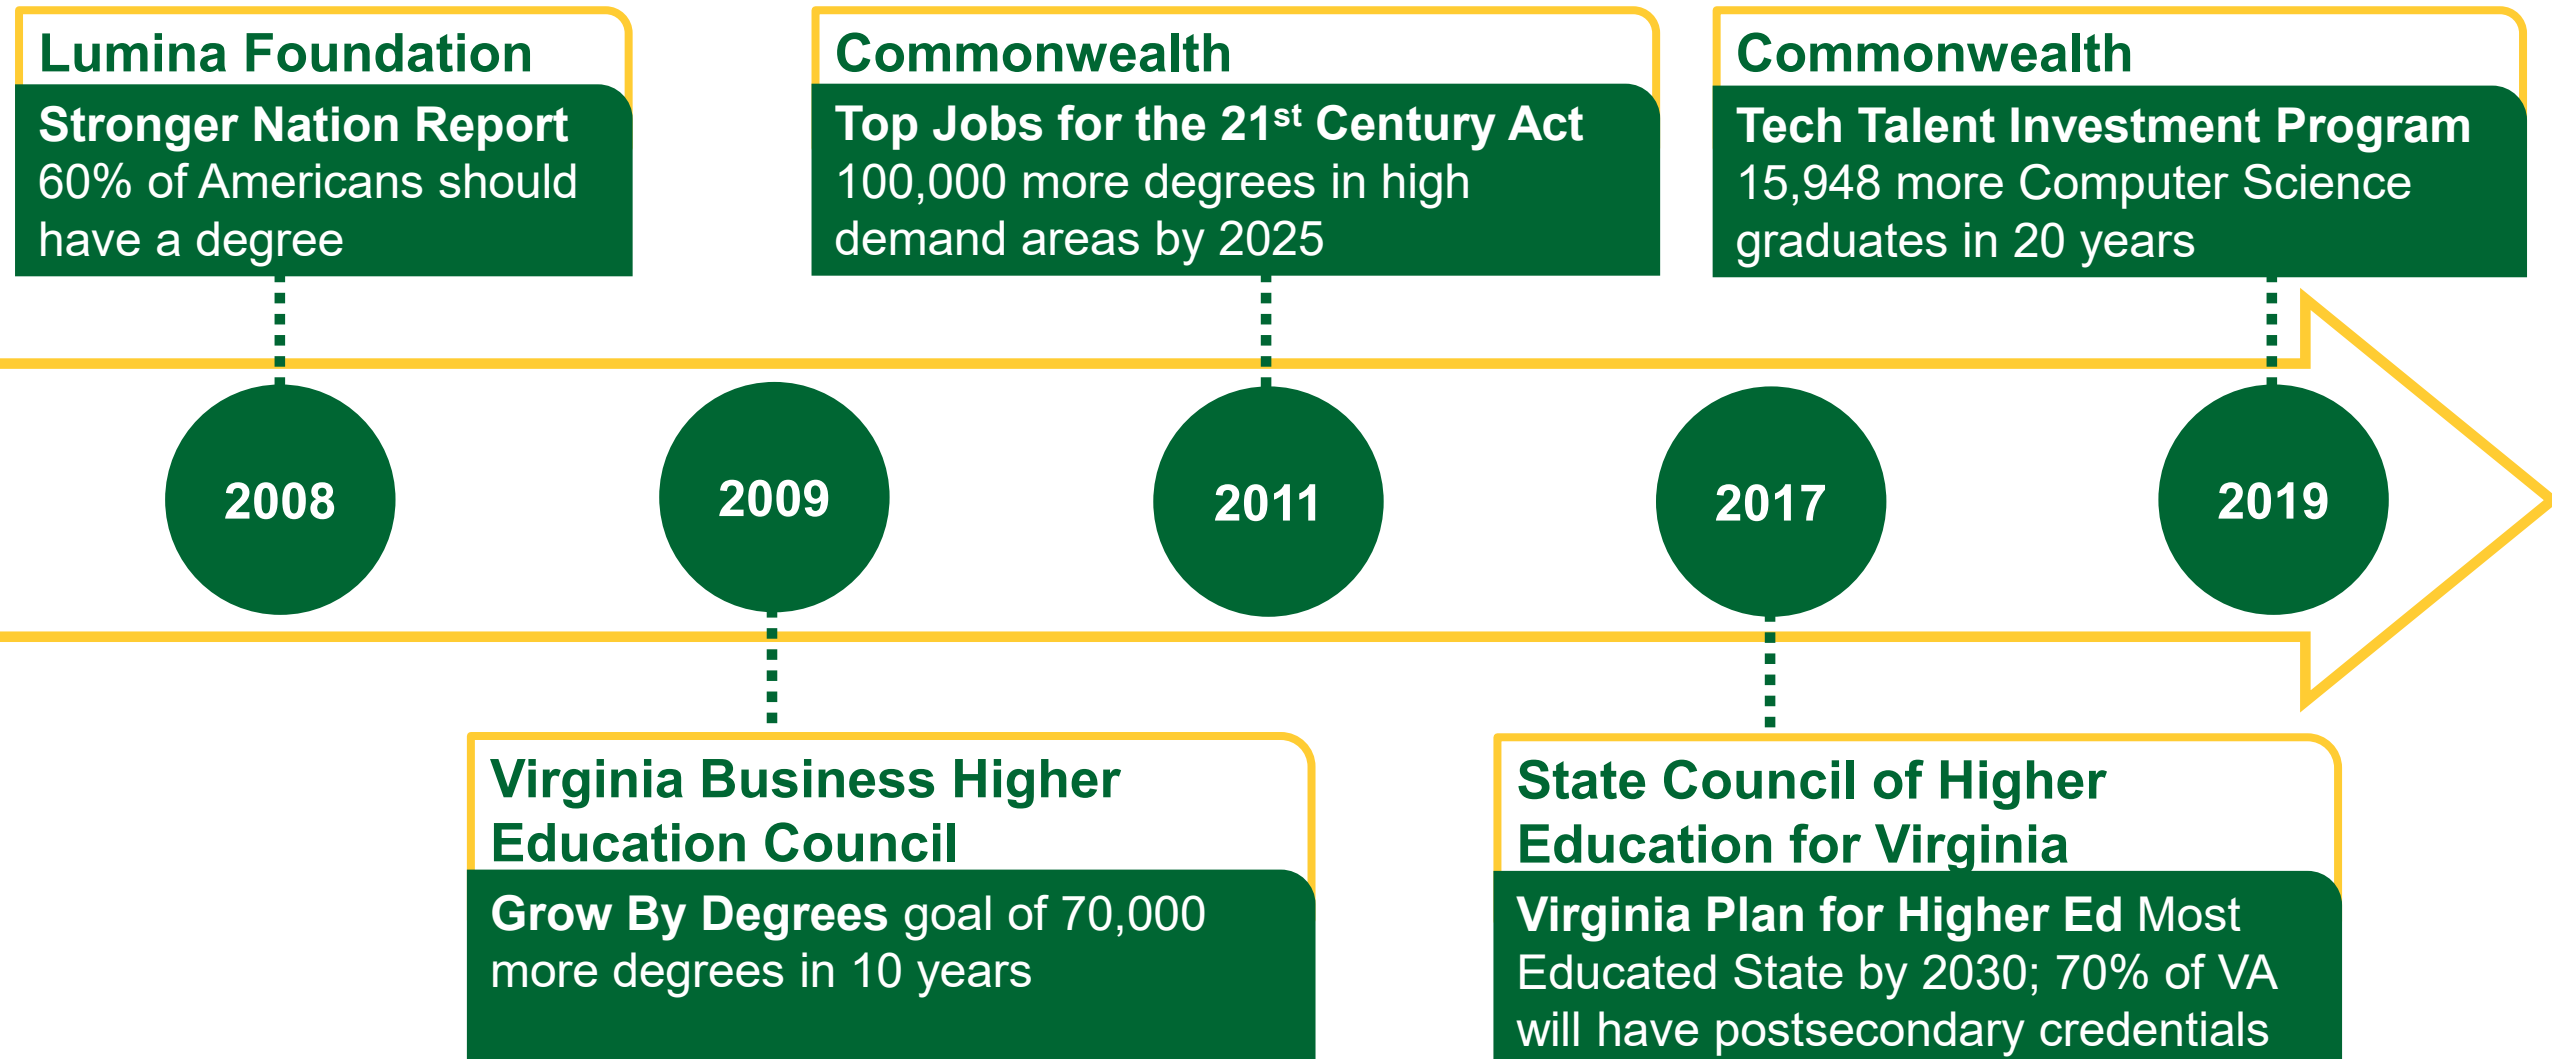 Lumina Foundation
Stronger Nation Report
60% of Americans should
have a degree
Commonwealth
Top Jobs for the 21st Century Act
100,000 more degrees in high
demand areas by 2025
Commonwealth
Tech Talent Investment Program
15,948 more Computer Science
graduates in 20 years
2008
2009
2011
2017
2019
Virginia Business Higher
Education Council
Grow By Degrees goal of 70,000
more degrees in 10 years
State Council of Higher
Education for Virginia
Virginia Plan for Higher Ed Most
Educated State by 2030; 70% of VA
will have postsecondary credentials